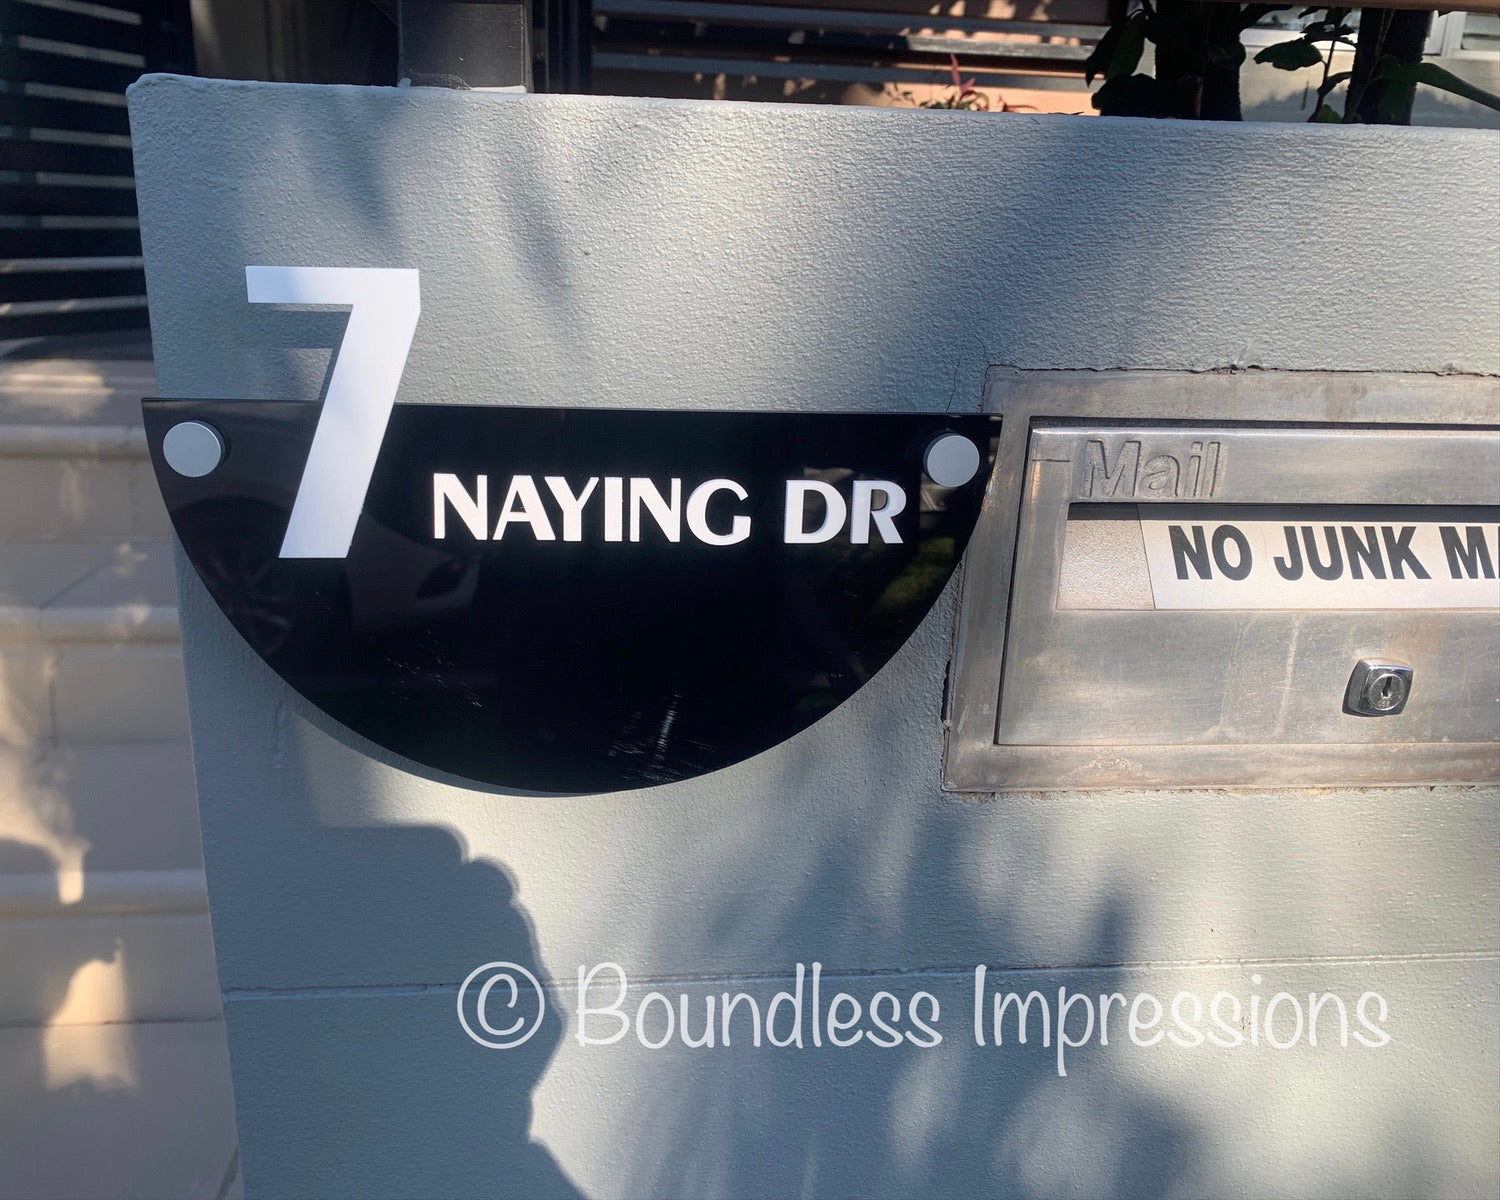 7
NAYING DR
Mail
NO JUNK M
© Boundless Impressions